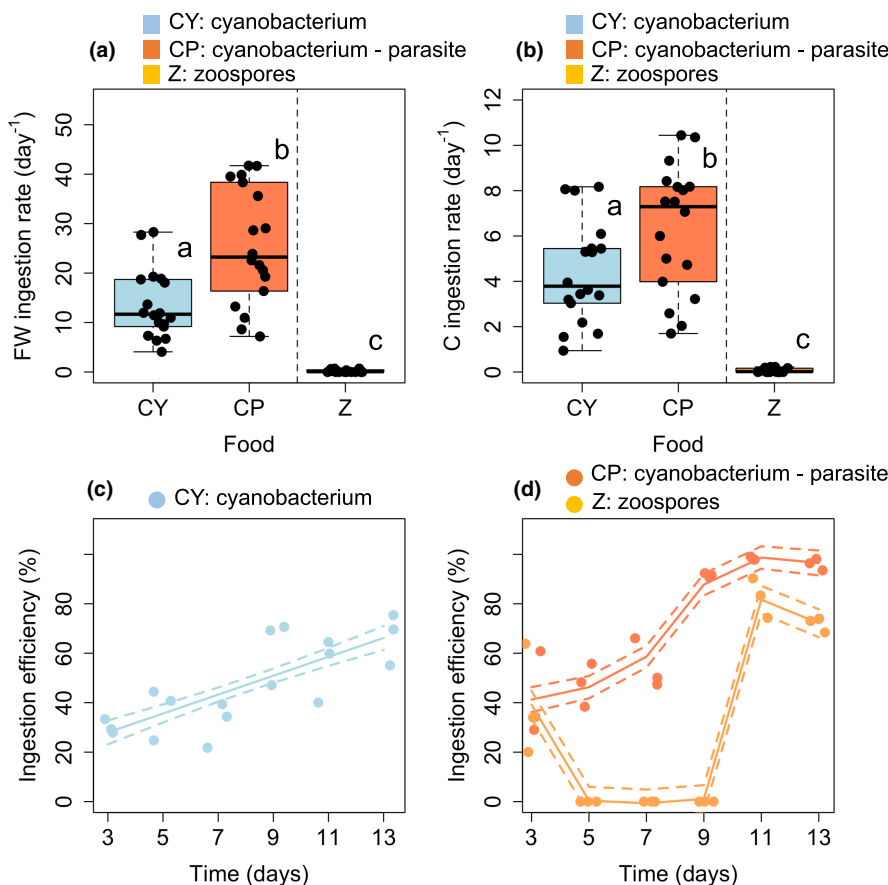 CY: cyanobacterium
(a) CP: cyanobacterium - parasite
Z: zoospores
FW ingestion rate (day⁻¹)
50
40
30
20
10
0
a
b
c
CY CP Z
Food
CY: cyanobacterium
(b) CP: cyanobacterium - parasite
Z: zoospores
C ingestion rate (day⁻¹)
12
10
8
6
4
2
0
a
b
c
CY CP Z
Food
(c) CY: cyanobacterium
Ingestion efficiency (%)
80
60
40
20
0
3 5 7 9 11 13
Time (days)
CP: cyanobacterium - parasite
(d) Z: zoospores
Ingestion efficiency (%)
80
60
40
20
0
3 5 7 9 11 13
Time (days)